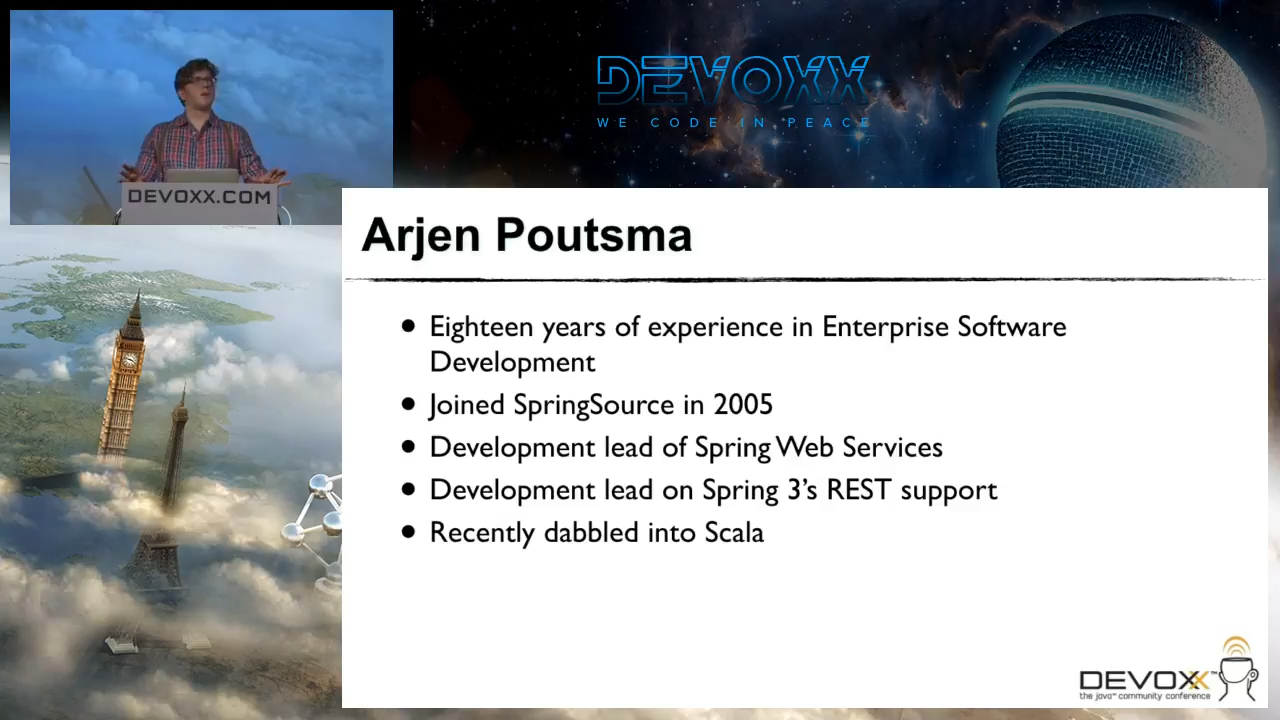 DEVOXX
WE CODE IN PEACE
DEVOXX.COM
Arjen Poutsma
• Eighteen years of experience in Enterprise Software
Development
• Joined SpringSource in 2005
• Development lead of Spring Web Services
• Development lead on Spring 3’s REST support
• Recently dabbled into Scala
DEVOXX™
the java™ community conference